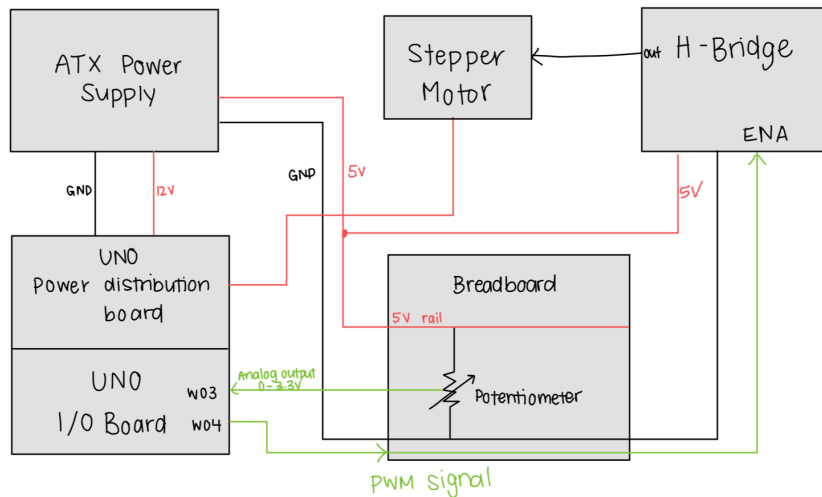 ATX Power
Supply
Stepper
Motor
out H-Bridge
ENA
GND
12V
GND
5V
5V
UNO
Power distribution
board
Breadboard
5V rail
UNO
I/O Board
W03
W04
Analog output
0-3.3V
Potentiometer
PWM signal